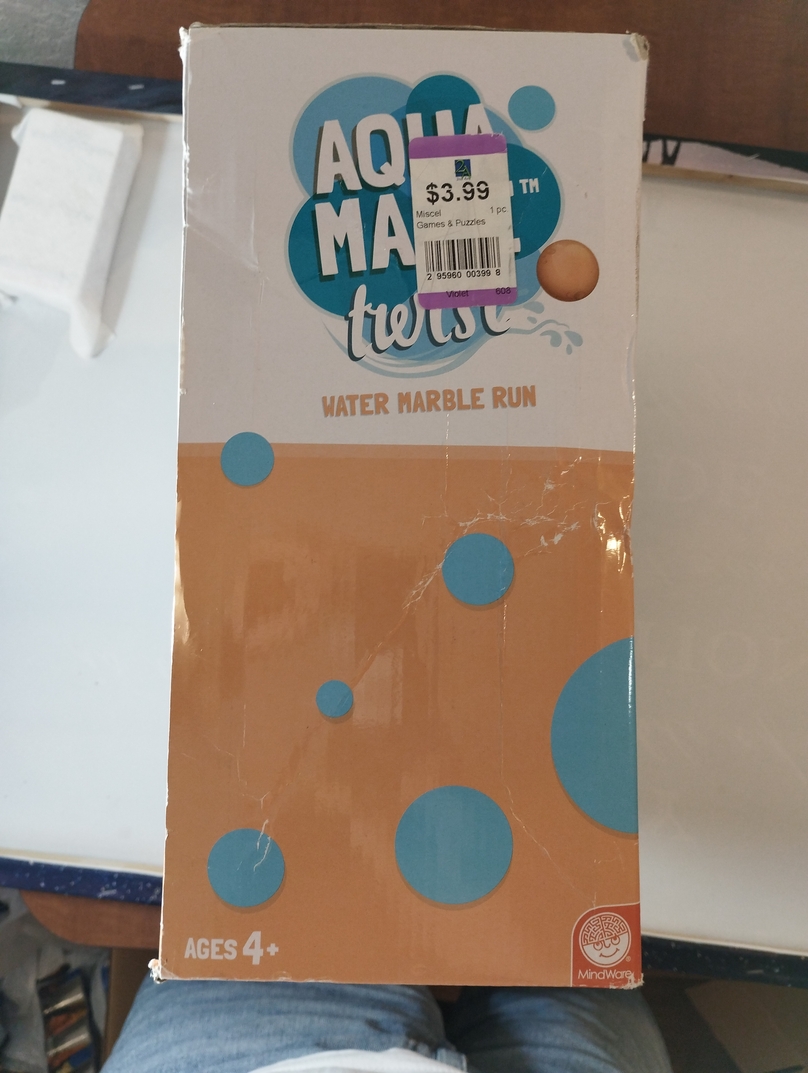 AQUA
MA
TM
twist
$3.99
Miscel 1 pc
Games & Puzzles
2 95960 00399 8
Violet 608
WATER MARBLE RUN
AGES 4+
MindWare